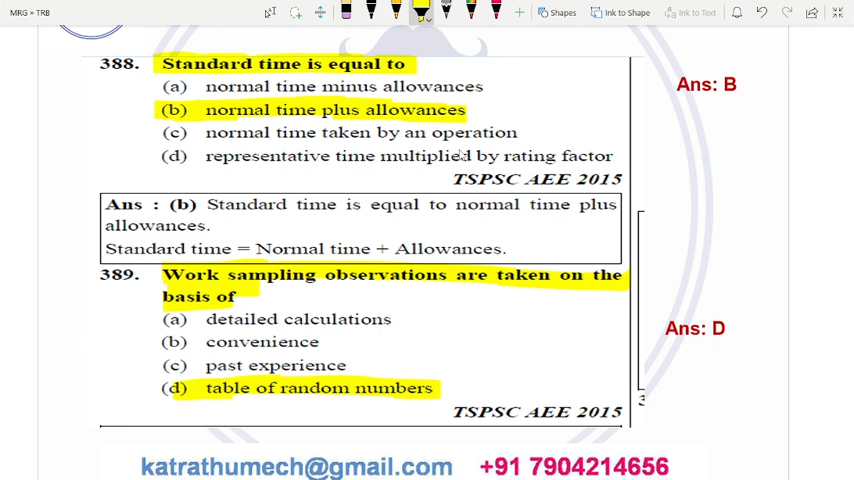 MRG » TRB
Shapes
Ink to Shape
Ink to Text
388. Standard time is equal to
(a) normal time minus allowances
(b) normal time plus allowances
(c) normal time taken by an operation
(d) representative time multiplied by rating factor
TSPSC AEE 2015
Ans: B
Ans : (b) Standard time is equal to normal time plus
allowances.
Standard time = Normal time + Allowances.
389. Work sampling observations are taken on the
basis of
(a) detailed calculations
(b) convenience
(c) past experience
(d) table of random numbers
TSPSC AEE 2015
Ans: D
katrathumech@gmail.com +91 7904214656